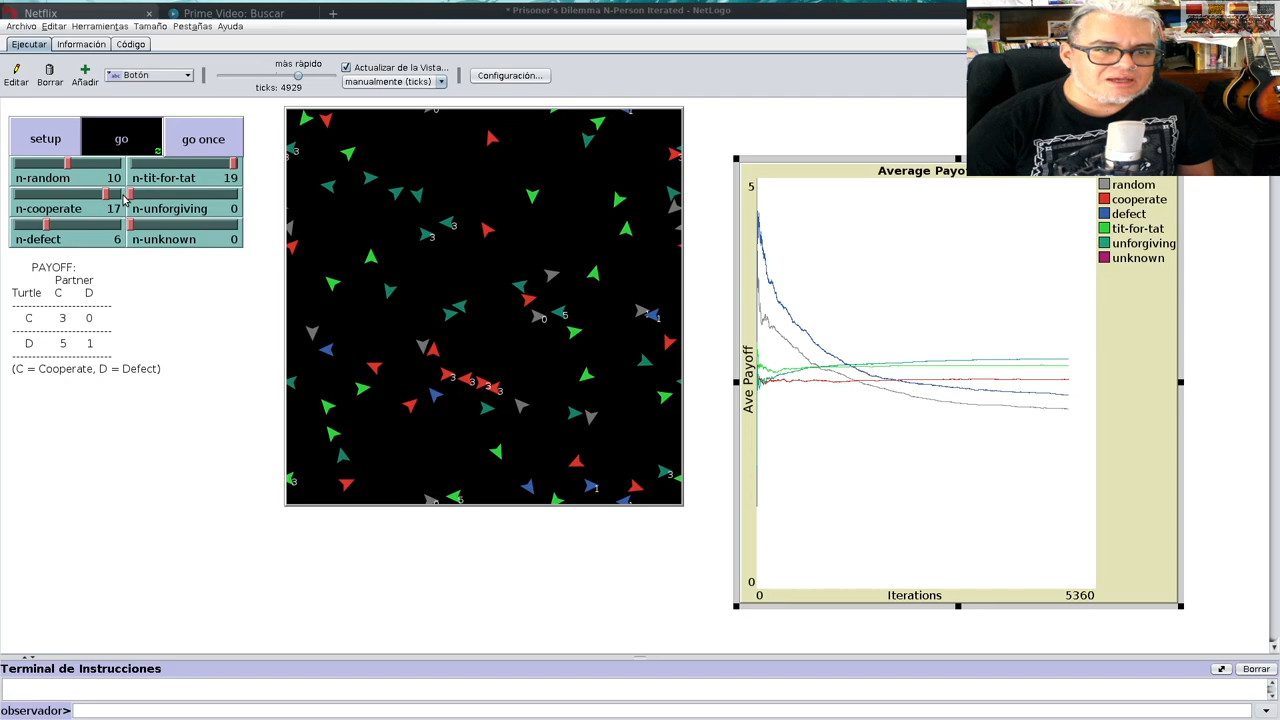 Netflix ×
Prime Video: Buscar
+
* Prisoner's Dilemma N-Person Iterated - NetLogo
Archivo Editar Herramientas Tamaño Pestañas Ayuda
Ejecutar Información Código
más rápido
Editar Borrar Añadir
abc Botón
ticks: 4929
Actualizar de la Vista...
manualmente (ticks)
Configuración...
setup go go once
n-random 10
n-tit-for-tat 19
n-cooperate 17
n-unforgiving 0
n-defect 6
n-unknown 0
PAYOFF:
Partner
Turtle C D
---------------------------
C 3 0
---------------------------
D 5 1
---------------------------
(C = Cooperate, D = Defect)
Average Payo
5
Ave Payoff
0
0 Iterations 5360
random
cooperate
defect
tit-for-tat
unforgiving
unknown
Terminal de Instrucciones
Borrar
observador>